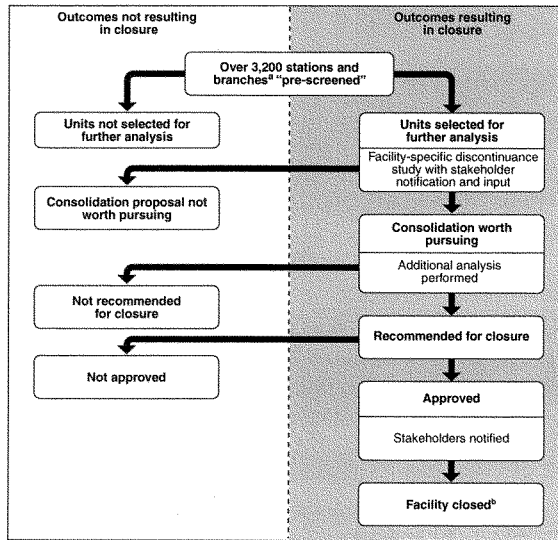 Outcomes not resulting
in closure
Outcomes resulting
in closure
Over 3,200 stations and
branchesᵃ "pre-screened"
Units not selected for
further analysis
Units selected for
further analysis
Facility-specific discontinuance
study with stakeholder
notification and input
Consolidation proposal not
worth pursuing
Consolidation worth
pursuing
Additional analysis
performed
Not recommended
for closure
Recommended for closure
Not approved
Approved
Stakeholders notified
Facility closedᵇ